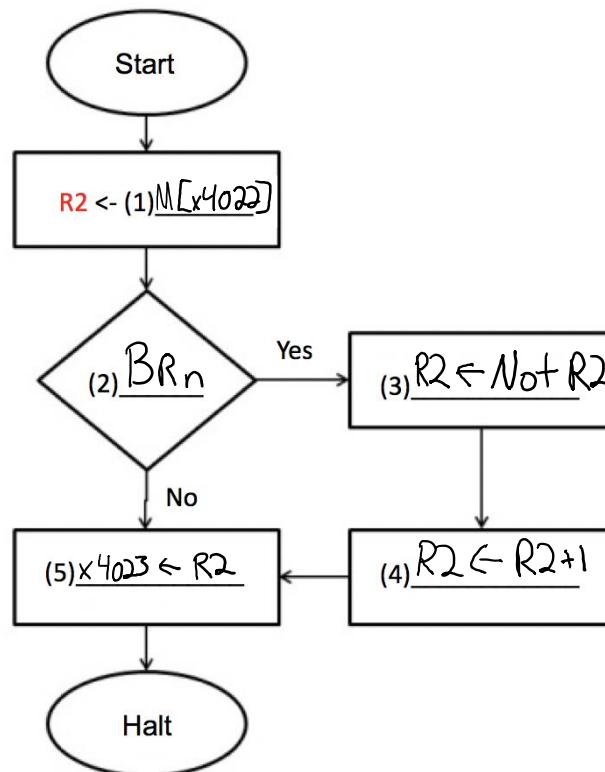 Start
R2 <- (1) M[x4022]
(2) BRn
Yes
(3) R2 ← Not R2
No
(5) x4023 ← R2
(4) R2 ← R2+1
Halt